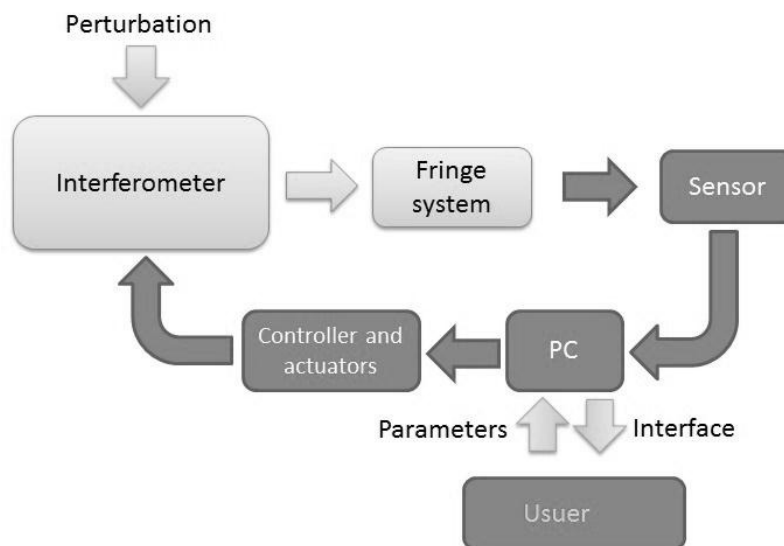 Perturbation
Interferometer
Fringe
system
Sensor
Controller and
actuators
PC
Parameters
Interface
Usuer